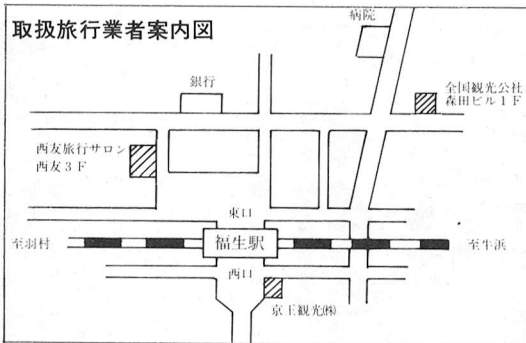 取扱旅行業者案内図
病院
銀行
全国観光公社
森田ビル1F
西友旅行サロン
西友3F
東口
至羽村
福生駅
至牛浜
西口
京王観光㈱